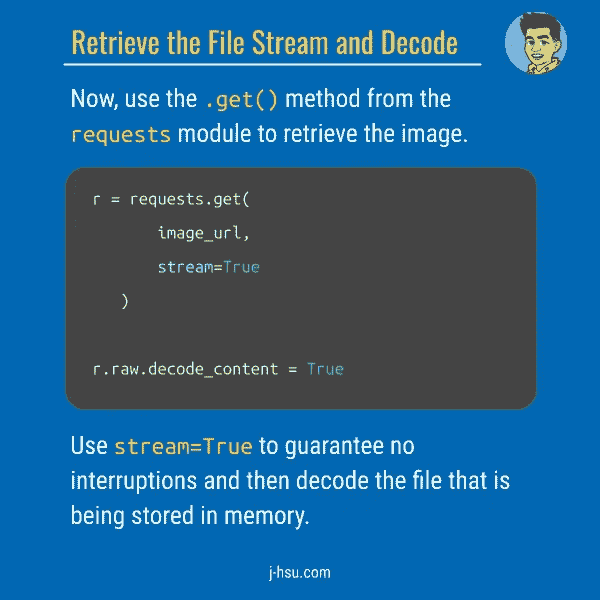 Retrieve the File Stream and Decode
Now, use the .get() method from the
requests module to retrieve the image.
r = requests.get(
image_url,
stream=True
)
r.raw.decode_content = True
Use stream=True to guarantee no
interruptions and then decode the file that is
being stored in memory.
j-hsu.com